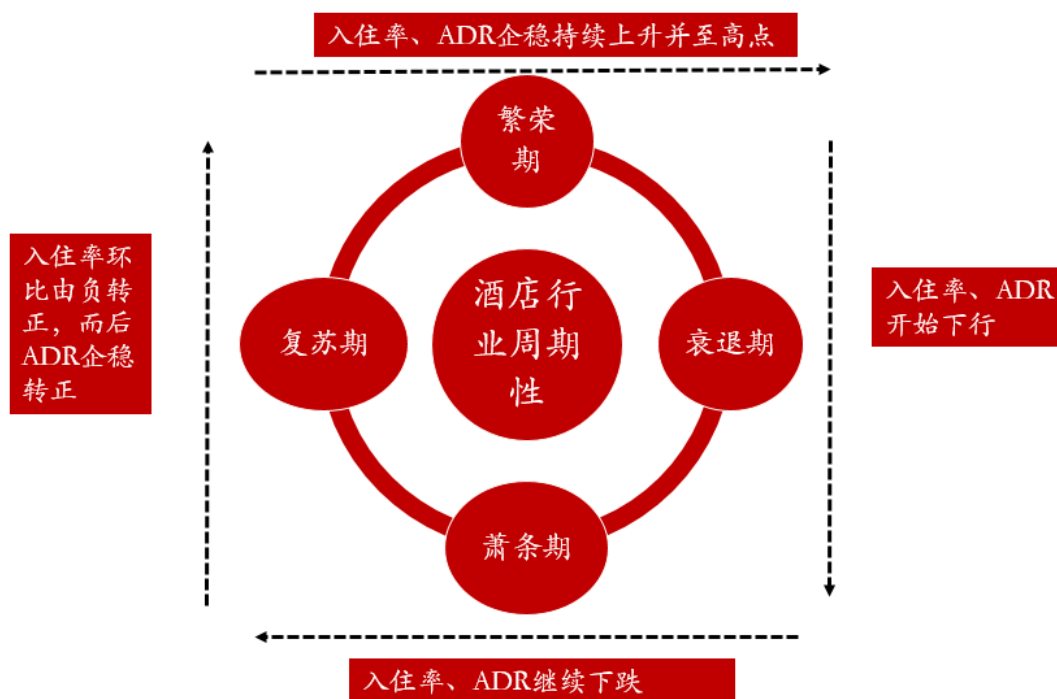 入住率、ADR企稳持续上升并至高点
繁荣
期
入住率环
比由负转
正，而后
ADR企稳
转正
复苏期
酒店行
业周期
性
衰退期
入住率、ADR
开始下行
萧条期
入住率、ADR继续下跌